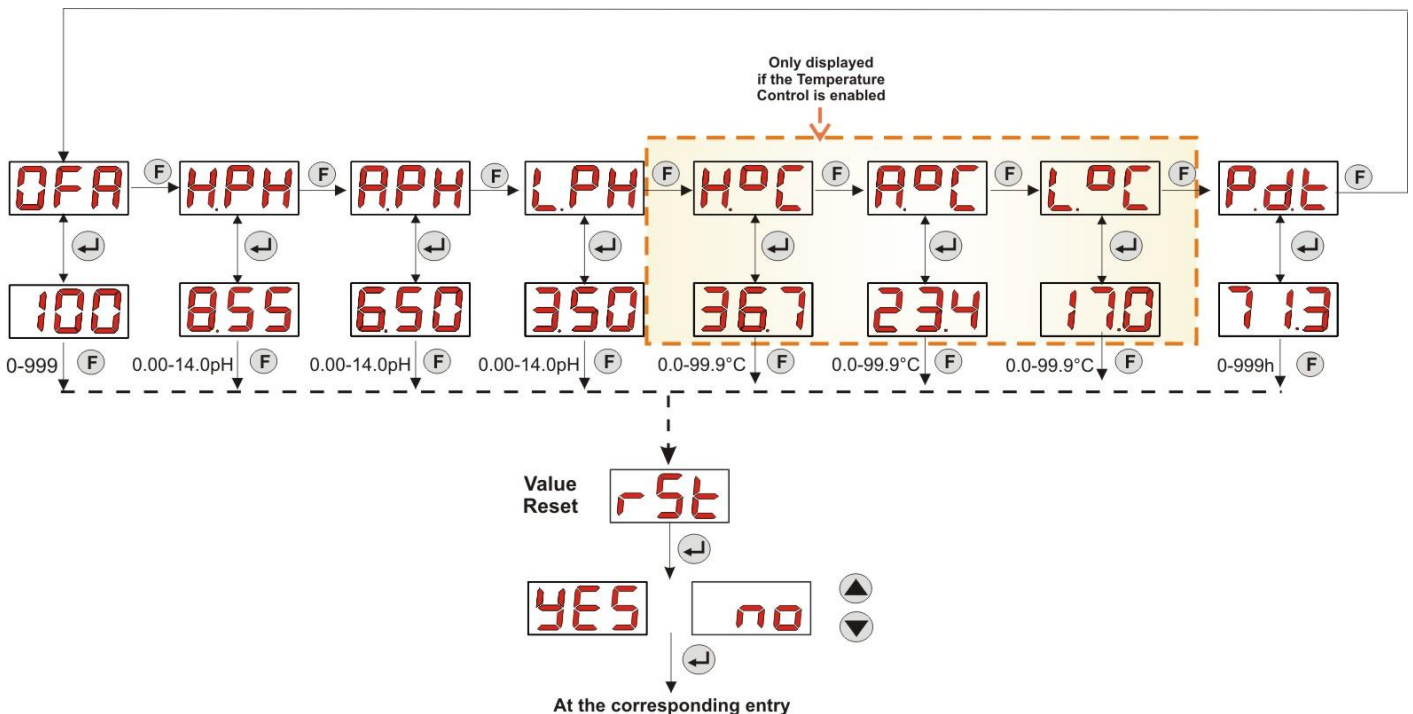 Only displayed
if the Temperature
Control is enabled
OFA F H.PH F A.PH F L.PH F H.°C F A.°C F L.°C F P.d.t F
100 8.55 6.50 3.50 36.7 23.4 17.0 71.3
0-999 F 0.00-14.0pH F 0.00-14.0pH F 0.00-14.0pH F 0.0-99.9°C F 0.0-99.9°C F 0.0-99.9°C F 0-999h F
Value
Reset
rSt
YES no
At the corresponding entry